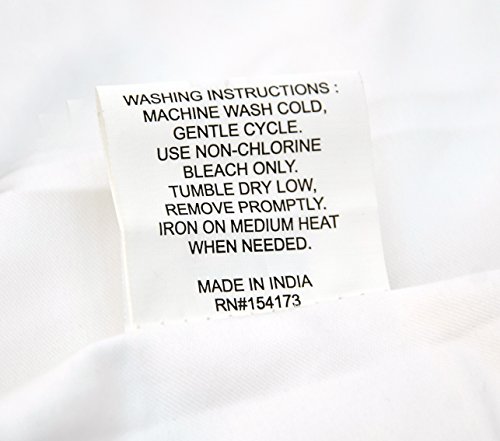 WASHING INSTRUCTIONS :
MACHINE WASH COLD,
GENTLE CYCLE.
USE NON-CHLORINE
BLEACH ONLY.
TUMBLE DRY LOW,
REMOVE PROMPTLY.
IRON ON MEDIUM HEAT
WHEN NEEDED.
MADE IN INDIA
RN#154173